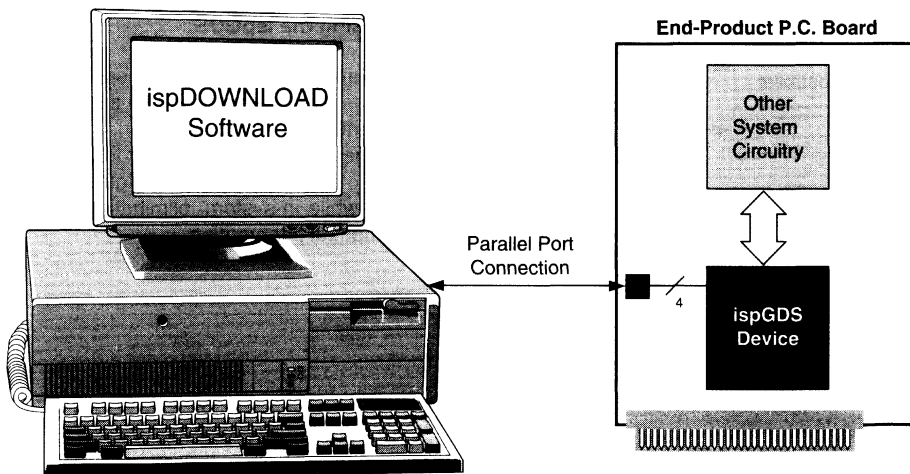 End-Product P.C. Board
ispDOWNLOAD
Software
Other
System
Circuitry
Parallel Port
Connection
4
ispGDS
Device